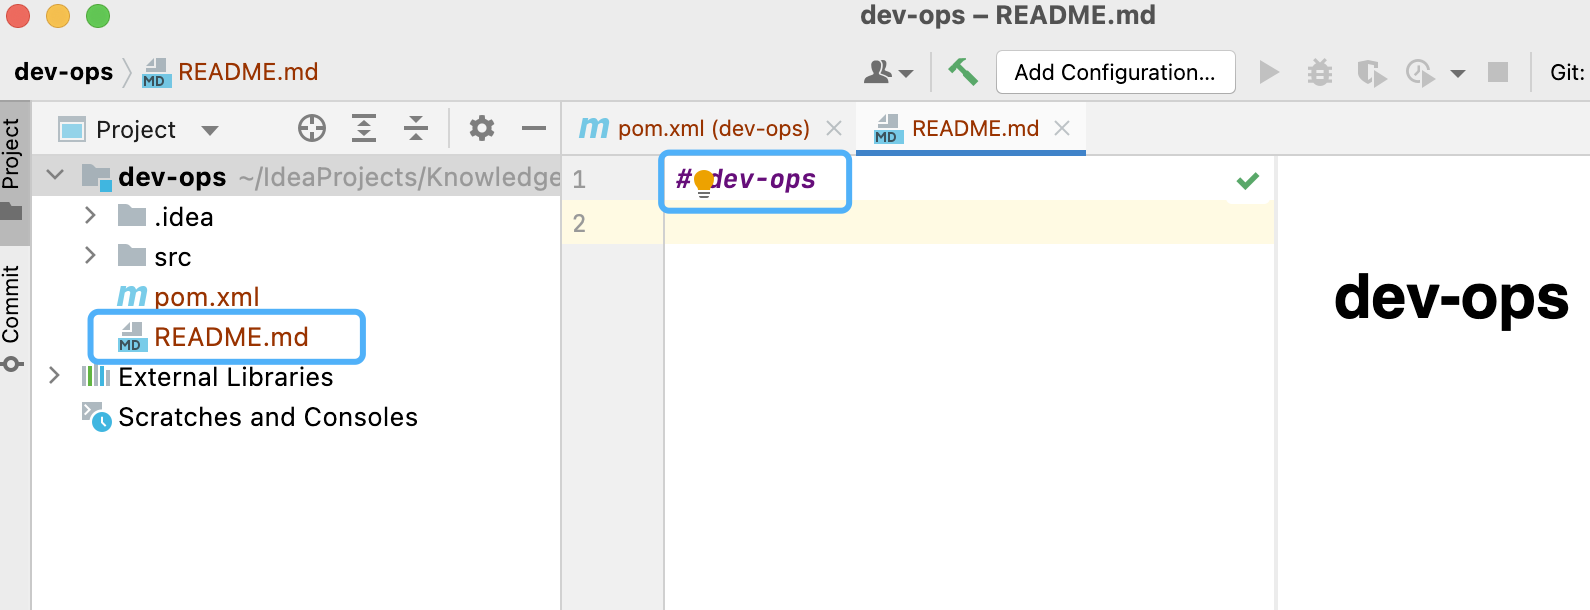 dev-ops – README.md
dev-ops README.md
Add Configuration...
Git:
Project
Commit
Project
pom.xml (dev-ops)
README.md
dev-ops ~/IdeaProjects/Knowledge
.idea
src
m pom.xml
MD README.md
External Libraries
Scratches and Consoles
1 # dev-ops
2
dev-ops